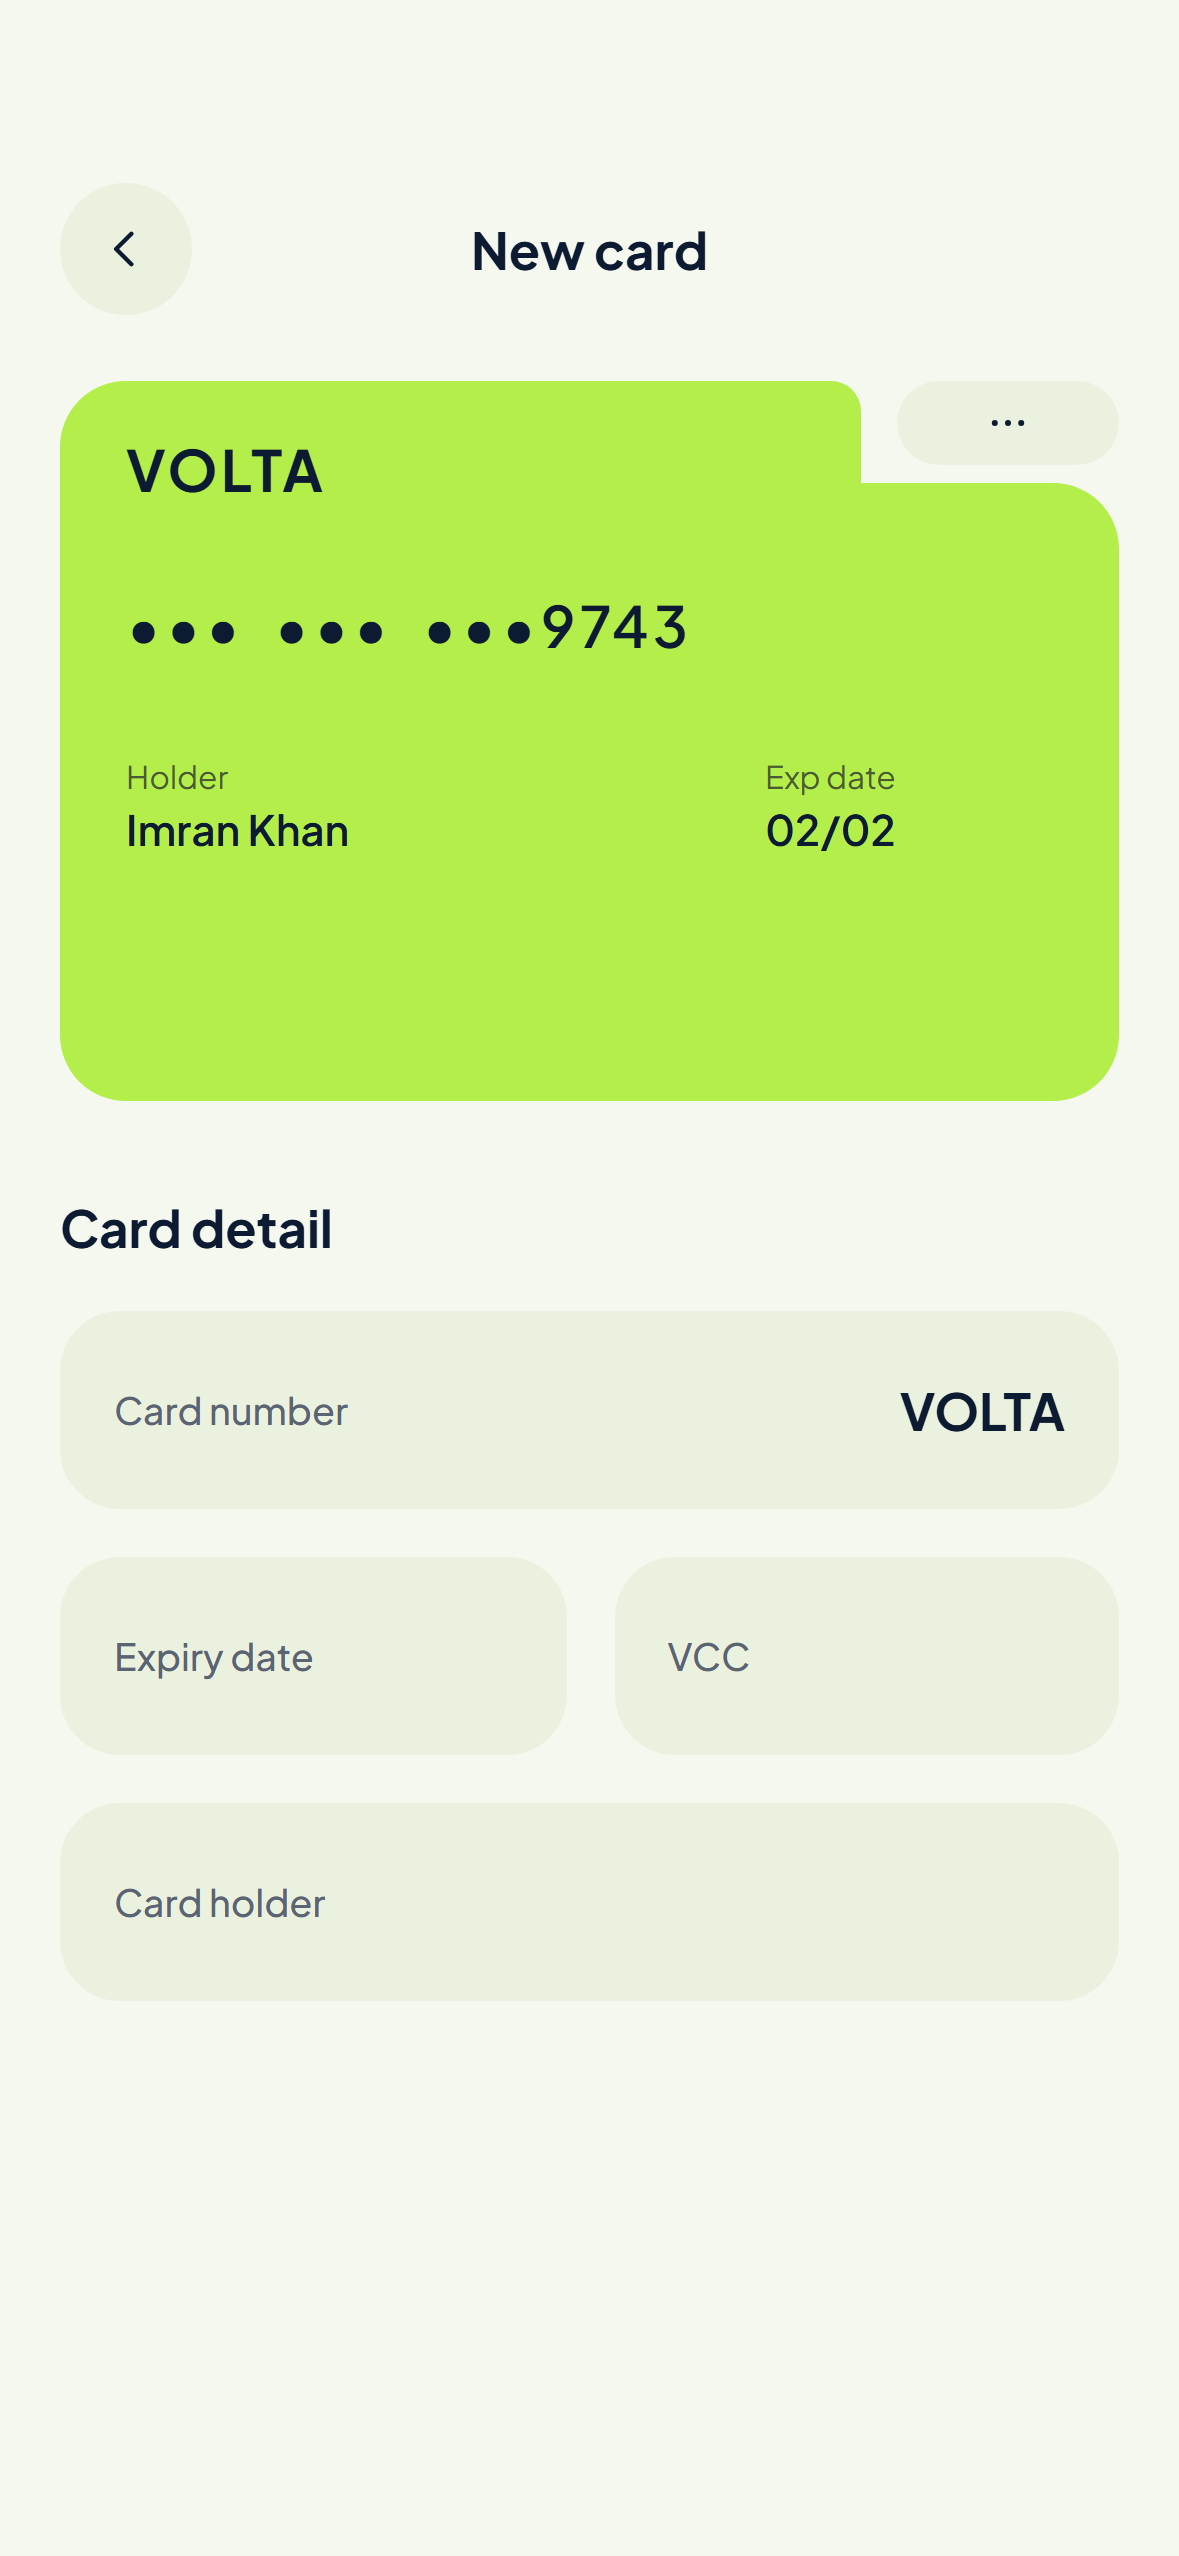 New card
...
VOLTA
●●● ●●● ●●●9743
Holder
Exp date
Imran Khan
02/02
Card detail
Card number
VOLTA
Expiry date
VCC
Card holder